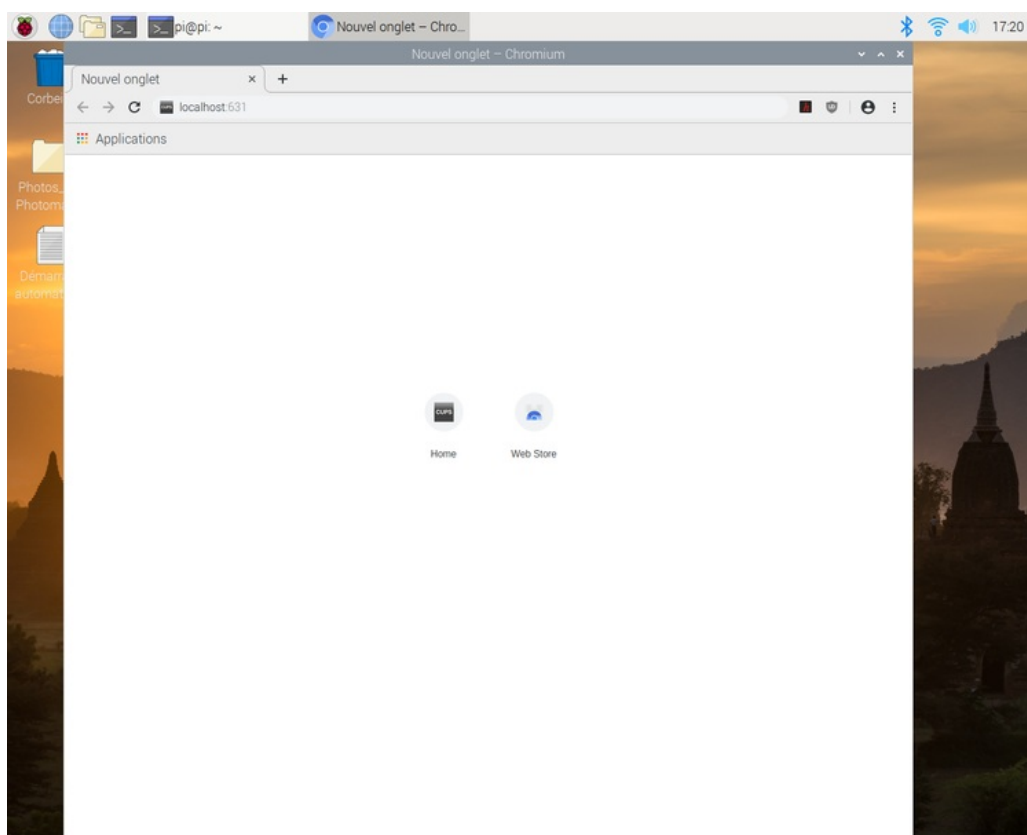 pi@pi: ~
Nouvel onglet – Chro...
17:20
Nouvel onglet – Chromium
Nouvel onglet
localhost:631
Applications
Corbei
Photos_
Photoma
Démarr
automat
CUPS
Home
Web Store